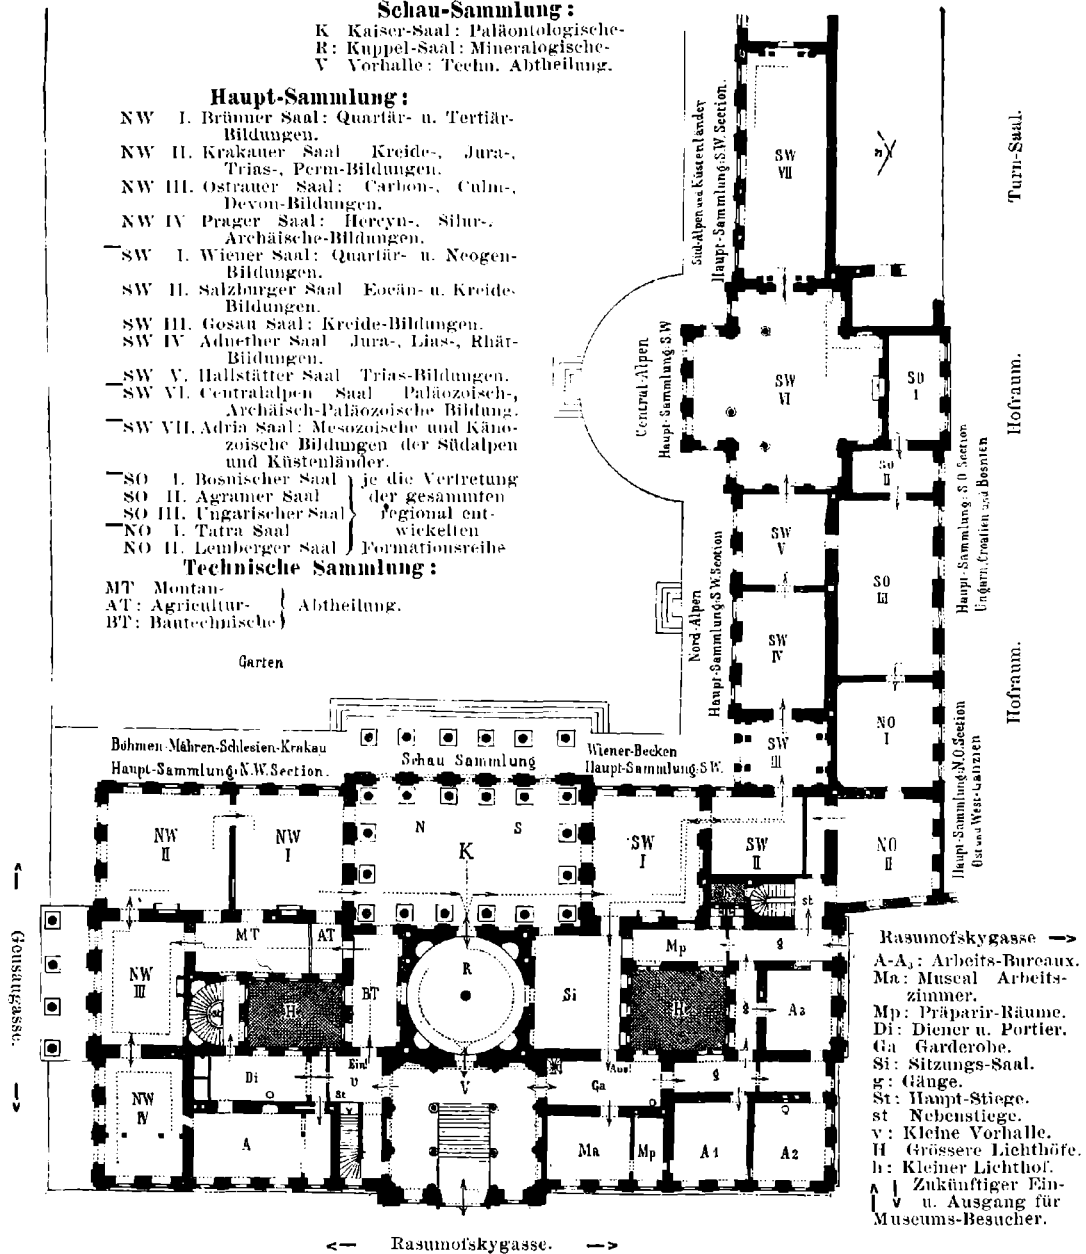 Schau-Sammlung:
K Kaiser-Saal: Paläontologische-
R: Kuppel-Saal: Mineralogische-
V Vorhalle: Techn. Abtheilung.
Haupt-Sammlung:
NW I. Brünner Saal: Quartär- u. Tertiär-
Bildungen.
NW II. Krakauer Saal Kreide-, Jura-,
Trias-, Perm-Bildungen.
NW III. Ostrauer Saal: Carbon-, Culm-,
Devon-Bildungen.
NW IV Prager Saal: Hercyn-, Silur-,
Archäische-Bildungen.
SW I. Wiener Saal: Quartär- u. Neogen-
Bildungen.
SW II. Salzburger Saal Eocän- u. Kreide-
Bildungen.
SW III. Gosau Saal: Kreide-Bildungen.
SW IV Adnether Saal Jura-, Lias-, Rhät-
Bildungen.
SW V. Hallstätter Saal Trias-Bildungen.
SW VI. Centralalpen Saal Paläozoisch-,
Archäisch-Paläozoische Bildung.
SW VII. Adria Saal: Mesozoische und Käno-
zoische Bildungen der Südalpen
und Küstenländer.
SO I. Bosnischer Saal je die Vertretung
SO II. Agramer Saal der gesammten
SO III. Ungarischer Saal regional ent-
NO I. Tatra Saal wickelten
NO II. Lemberger Saal Formationsreihe
Technische Sammlung:
MT Montan-
AT: Agricultur- Abtheilung.
BT: Bautechnische
Garten
Süd-Alpen und Küstenländer
Haupt-Sammlung: S.W. Section.
SW
VII
N
Turn-Saal.
Central-Alpen
Haupt-Sammlung: S.W
SW
VI
SO
I
SO
II
Hofraum.
Haupt-Sammlung: S.O. Section
Ungarn, Croatien und Bosnien
SW
V
SO
III
Nord-Alpen
Haupt-Sammlung: S.W. Section
SW
IV
SW
III
NO
I
Hofraum.
Haupt-Sammlung: N.O. Section
Ost und West-Galizien
NO
II
Böhmen-Mähren-Schlesien-Krakau
Haupt-Sammlung: N.W. Section.
Schau Sammlung
Wiener-Becken
Haupt-Sammlung: S.W.
NW
II
NW
I
N
S
K
SW
I
SW
II
h
st
MT
AT
Mp
g
NW
III
st
H
BT
R
Si
H
g
A3
Gensaugasse.
Di
Ein!
v
St
V
Aus!
Ga
g
NW
IV
A
v
Ma
Mp
A1
A2
Rasumofskygasse
A-A3: Arbeits-Bureaux.
Ma: Museal Arbeits-
zimmer.
Mp: Präparir-Räume.
Di: Diener u. Portier.
Ga Garderobe.
Si: Sitzungs-Saal.
g: Gänge.
St: Haupt-Stiege.
st Nebenstiege.
v: Kleine Vorhalle.
H Grössere Lichthöfe.
h: Kleiner Lichthof.
Zukünftiger Ein-
u. Ausgang für
Museums-Besucher.
Rasumofskygasse.